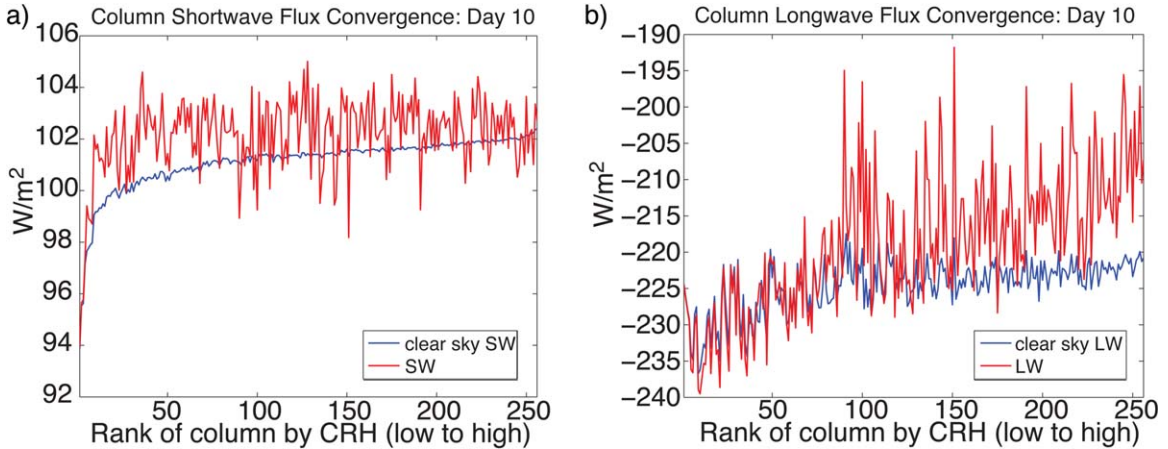 a) Column Shortwave Flux Convergence: Day 10
106
104
102
100
98
96
94
92
W/m²
clear sky SW
SW
50 100 150 200 250
Rank of column by CRH (low to high)
b) Column Longwave Flux Convergence: Day 10
−190
−195
−200
−205
−210
−215
−220
−225
−230
−235
−240
W/m²
clear sky LW
LW
50 100 150 200 250
Rank of column by CRH (low to high)